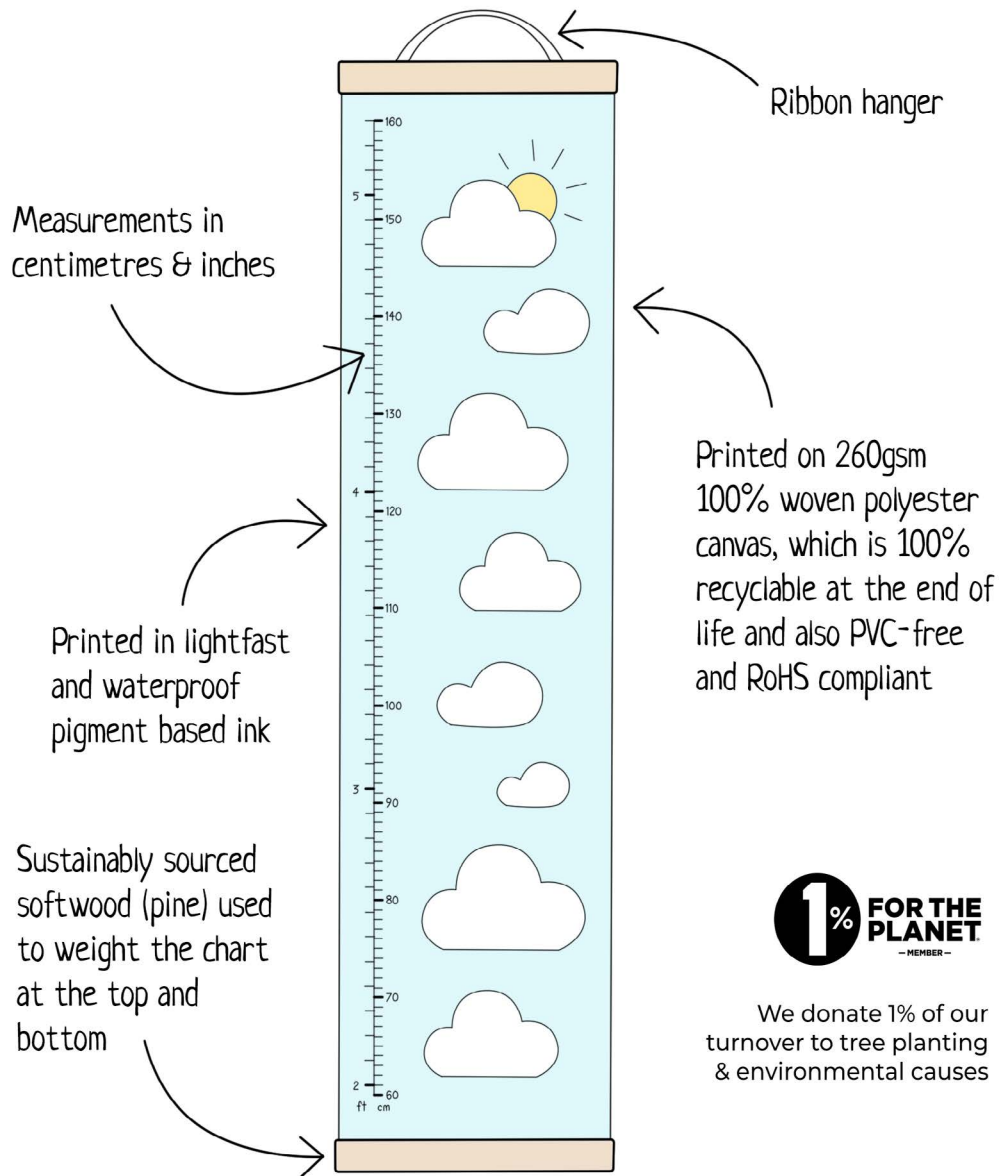 Ribbon hanger
Measurements in
centimetres & inches
Printed on 260gsm
100% woven polyester
canvas, which is 100%
recyclable at the end of
life and also PVC-free
and RoHS compliant
Printed in lightfast
and waterproof
pigment based ink
Sustainably sourced
softwood (pine) used
to weight the chart
at the top and
bottom
160
5
150
140
130
4
120
110
100
3
90
80
70
2
60
ft cm
1%
FOR THE
PLANET
MEMBER
We donate 1% of our
turnover to tree planting
& environmental causes